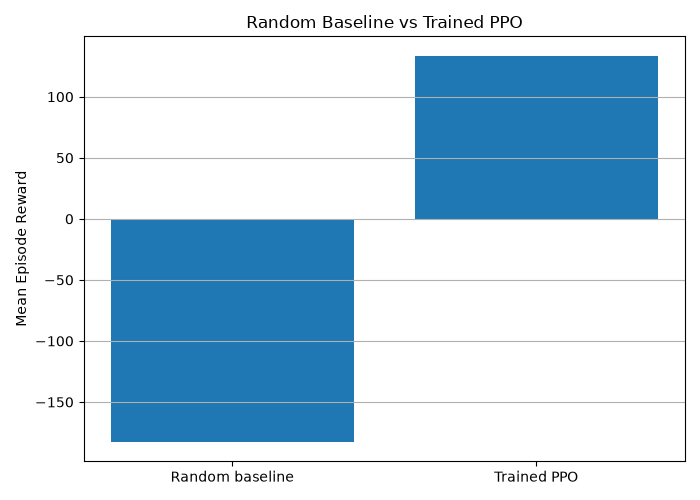 Random Baseline vs Trained PPO
Mean Episode Reward
100
50
0
−50
−100
−150
Random baseline
Trained PPO